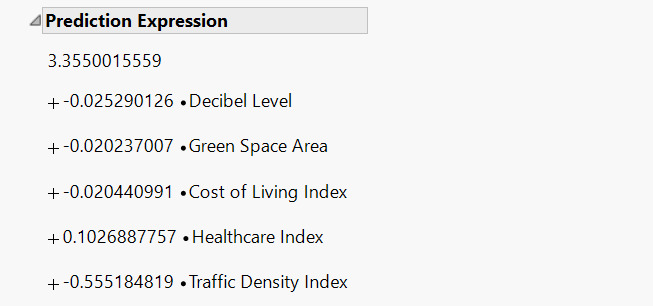 Prediction Expression
3.3550015559
+ -0.025290126 • Decibel Level
+ -0.020237007 • Green Space Area
+ -0.020440991 • Cost of Living Index
+ 0.1026887757 • Healthcare Index
+ -0.555184819 • Traffic Density Index